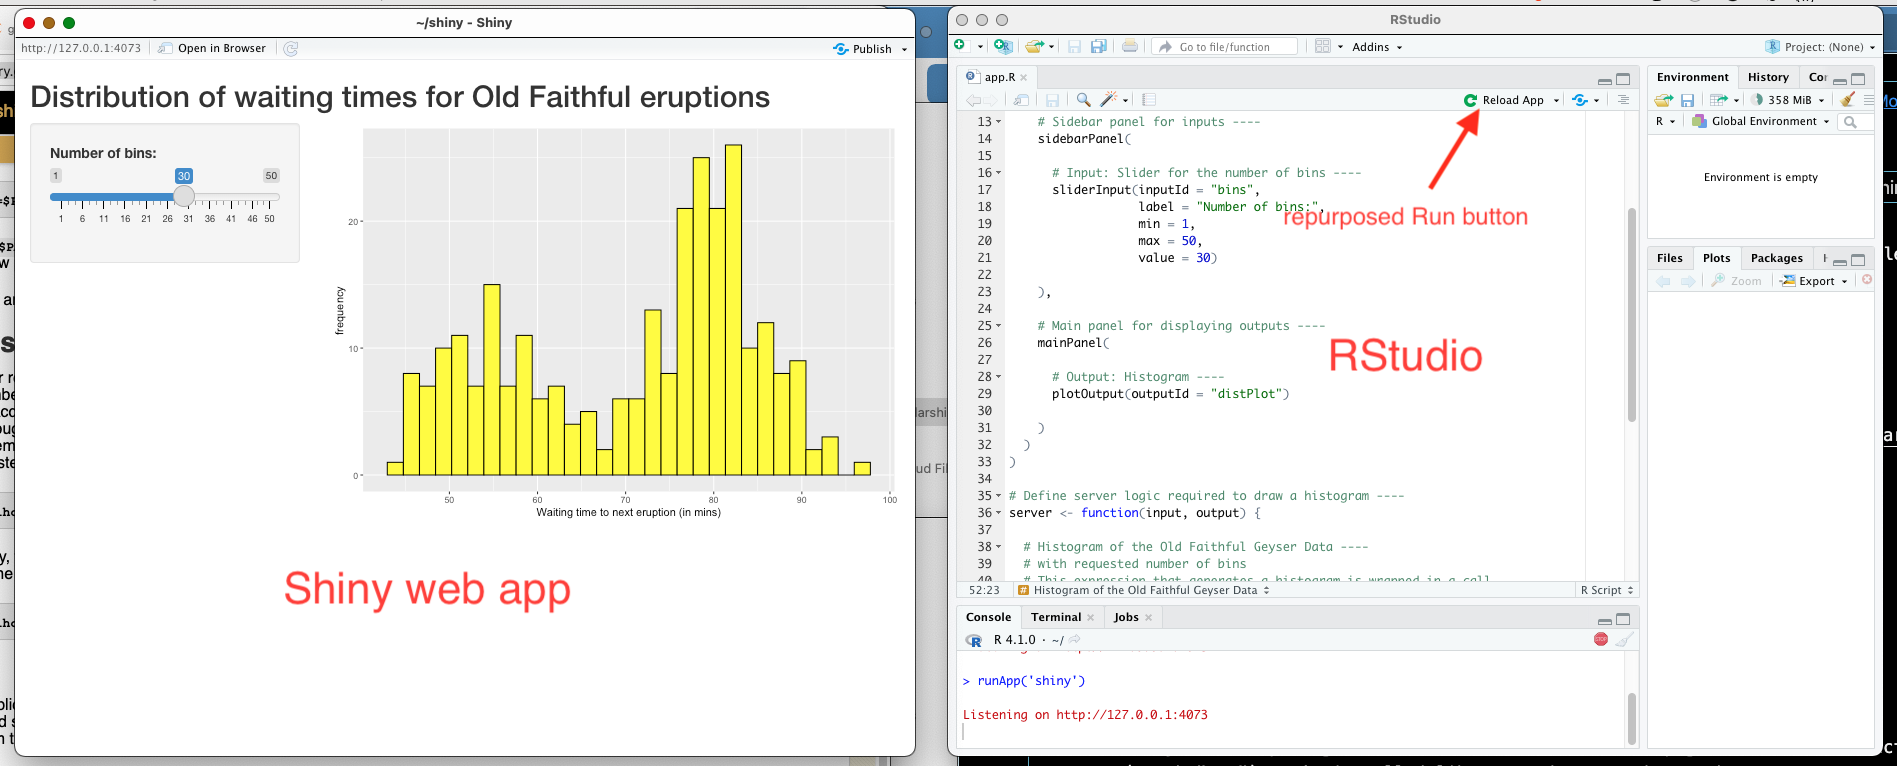 ~/shiny - Shiny
http://127.0.0.1:4073
Open in Browser
Publish
Distribution of waiting times for Old Faithful eruptions
Number of bins:
1 30 50
1 6 11 16 21 26 31 36 41 46 50
frequency
20
10
0
50 60 70 80 90 100
Waiting time to next eruption (in mins)
Shiny web app
RStudio
Go to file/function
Addins
Project: (None)
app.R
Reload App
13 # Sidebar panel for inputs ----
14 sidebarPanel(
15
16 # Input: Slider for the number of bins ----
17 sliderInput(inputId = "bins",
18 label = "Number of bins:",
19 min = 1,
20 max = 50,
21 value = 30)
22
23 ),
24
25 # Main panel for displaying outputs ----
26 mainPanel(
27
28 # Output: Histogram ----
29 plotOutput(outputId = "distPlot")
30
31 )
32 )
33 )
34
35 # Define server logic required to draw a histogram ----
36 server <- function(input, output) {
37
38 # Histogram of the Old Faithful Geyser Data ----
39 # with requested number of bins
40 # This expression that generates a histogram is wrapped in a call
repurposed Run button
RStudio
52:23
# Histogram of the Old Faithful Geyser Data
R Script
Console Terminal Jobs
R 4.1.0 · ~/
STOP
> runApp('shiny')
Listening on http://127.0.0.1:4073
Environment History Co
358 MiB
R Global Environment
Environment is empty
Files Plots Packages
Zoom Export